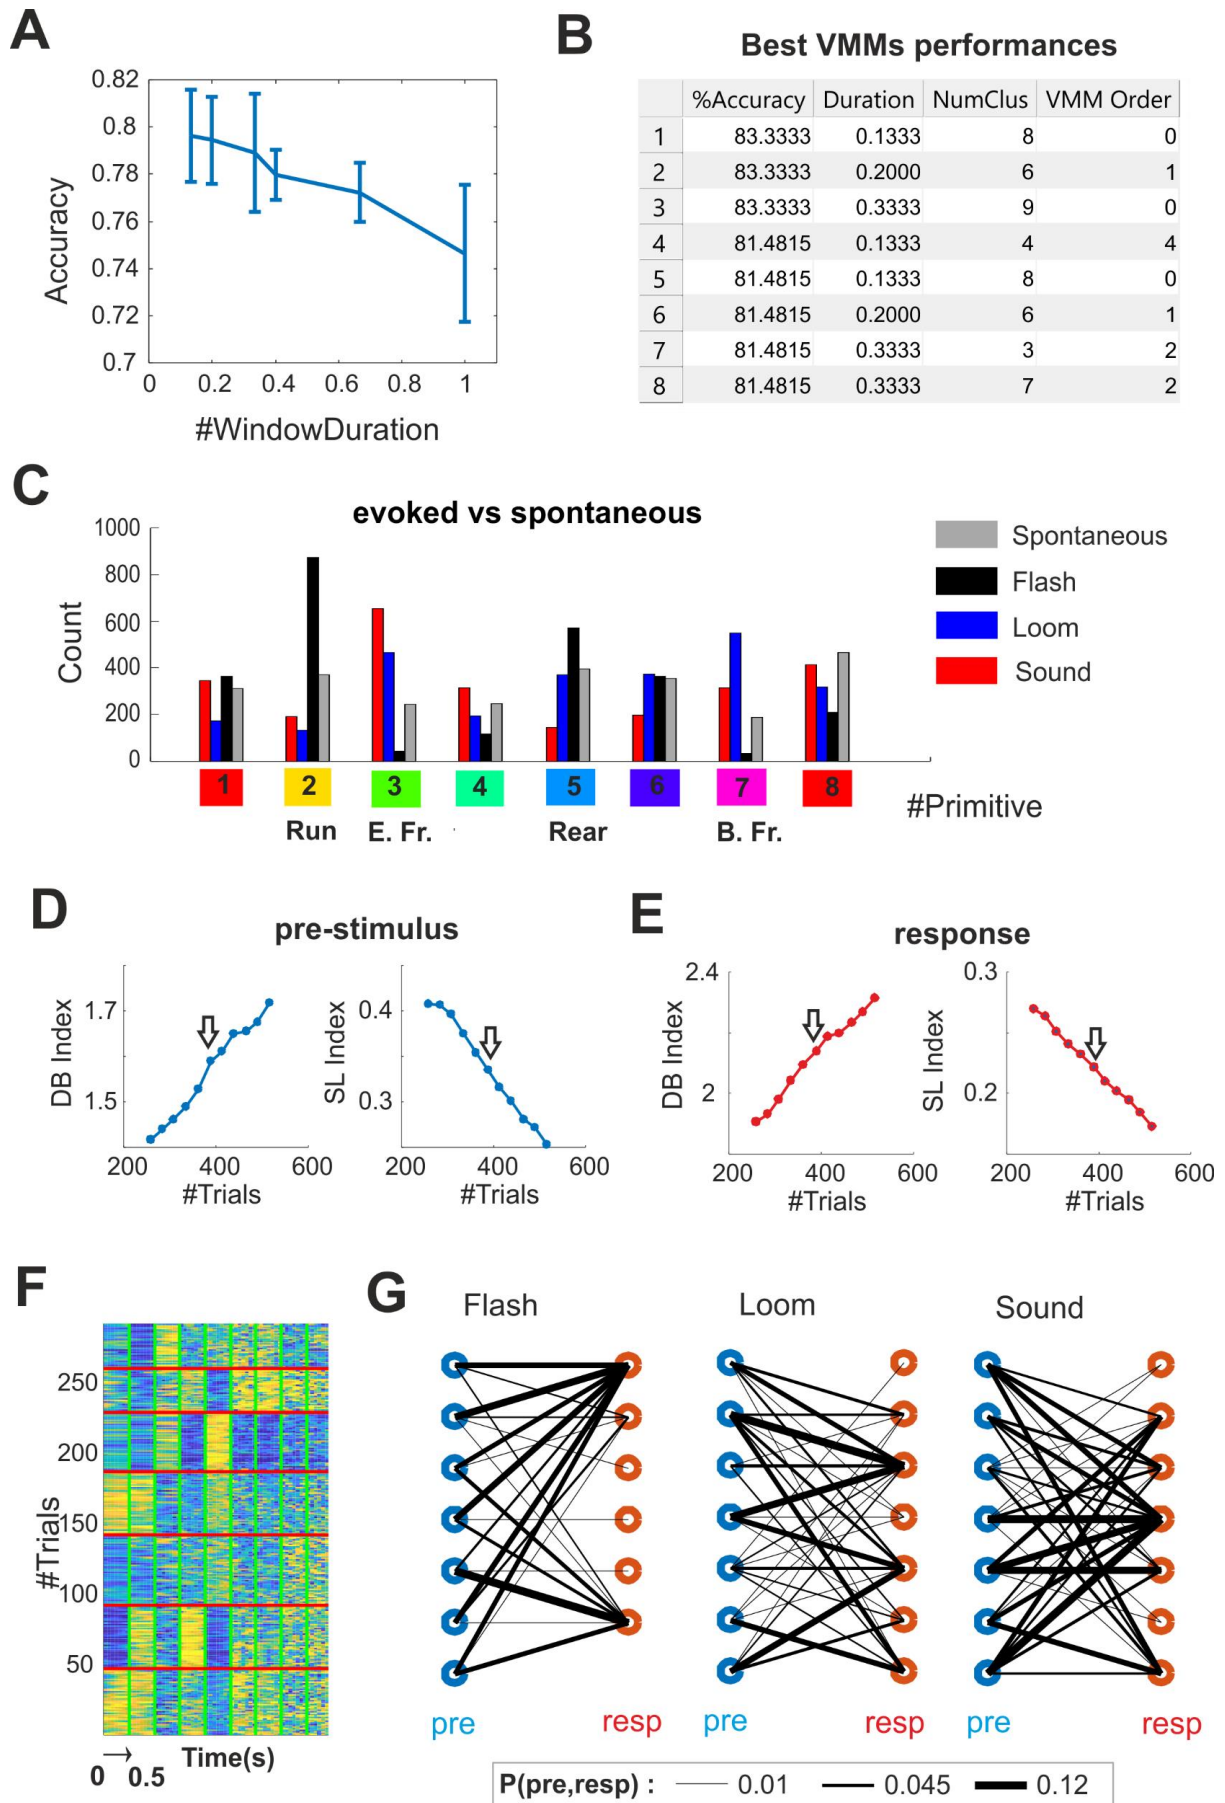 A
0.82
0.8
0.78
0.76
0.74
0.72
0.7
Accuracy
0 0.2 0.4 0.6 0.8 1
#WindowDuration
B
Best VMMs performances
%Accuracy Duration NumClus VMM Order
1 83.3333 0.1333 8 0
2 83.3333 0.2000 6 1
3 83.3333 0.3333 9 0
4 81.4815 0.1333 4 4
5 81.4815 0.1333 8 0
6 81.4815 0.2000 6 1
7 81.4815 0.3333 3 2
8 81.4815 0.3333 7 2
C
evoked vs spontaneous
1000
800
600
400
200
0
Count
Spontaneous
Flash
Loom
Sound
1 2 3 4 5 6 7 8
#Primitive
Run E. Fr. Rear B. Fr.
D
pre-stimulus
1.7
1.5
DB Index
200 400 600
#Trials
0.4
0.3
SL Index
200 400 600
#Trials
E
response
2.4
2
DB Index
200 400 600
#Trials
0.3
0.2
SL Index
200 400 600
#Trials
F
250
200
150
100
50
#Trials
0 0.5
Time(s)
G
Flash Loom Sound
pre resp pre resp pre resp
P(pre,resp) : 0.01 0.045 0.12